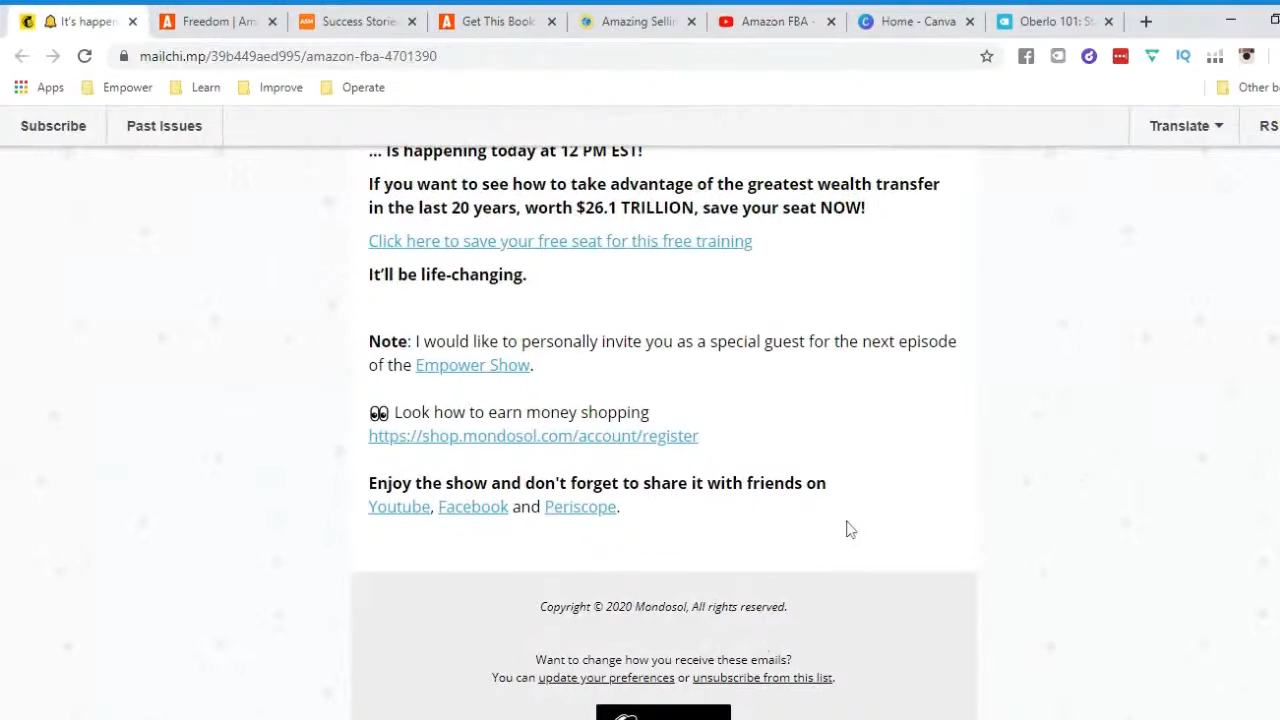 It's happen
Freedom | Am
Success Storie
Get This Book
Amazing Sellin
Amazon FBA -
Home - Canva
Oberlo 101: St
mailchi.mp/39b449aed995/amazon-fba-4701390
Apps
Empower
Learn
Improve
Operate
Other b
Subscribe
Past Issues
Translate
RS
... Is happening today at 12 PM EST!
If you want to see how to take advantage of the greatest wealth transfer
in the last 20 years, worth $26.1 TRILLION, save your seat NOW!
Click here to save your free seat for this free training
It'll be life-changing.
Note: I would like to personally invite you as a special guest for the next episode
of the Empower Show.
👀 Look how to earn money shopping
https://shop.mondosol.com/account/register
Enjoy the show and don't forget to share it with friends on
Youtube, Facebook and Periscope.
Copyright © 2020 Mondosol, All rights reserved.
Want to change how you receive these emails?
You can update your preferences or unsubscribe from this list.